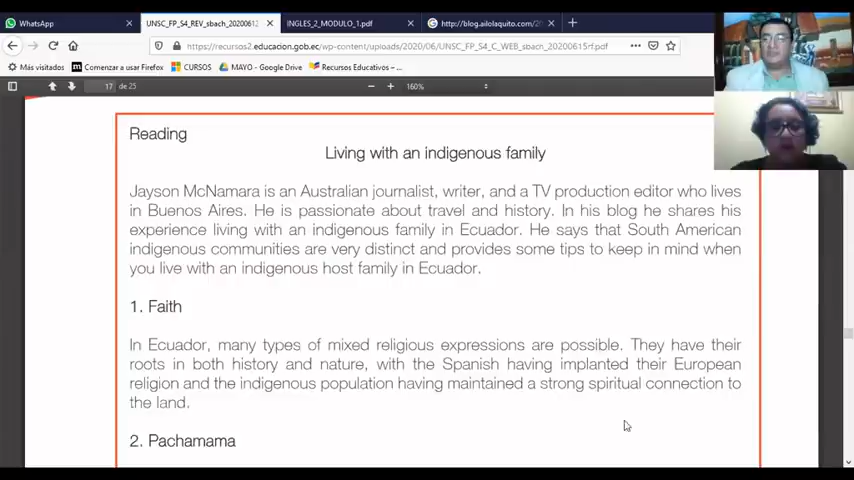 WhatsApp
UNSC_FP_S4_REV_sbach_2020061
INGLES_2_MODULO_1.pdf
http://blog.ailolaquito.com/20
https://recursos2.educacion.gob.ec/wp-content/uploads/2020/06/UNSC_FP_S4_C_WEB_sbach_20200615rf.pdf
Más visitados
Comenzar a usar Firefox
CURSOS
MAYO - Google Drive
Recursos Educativos –...
17 de 25
160%
Reading
Living with an indigenous family
Jayson McNamara is an Australian journalist, writer, and a TV production editor who lives
in Buenos Aires. He is passionate about travel and history. In his blog he shares his
experience living with an indigenous family in Ecuador. He says that South American
indigenous communities are very distinct and provides some tips to keep in mind when
you live with an indigenous host family in Ecuador.
1. Faith
In Ecuador, many types of mixed religious expressions are possible. They have their
roots in both history and nature, with the Spanish having implanted their European
religion and the indigenous population having maintained a strong spiritual connection to
the land.
2. Pachamama